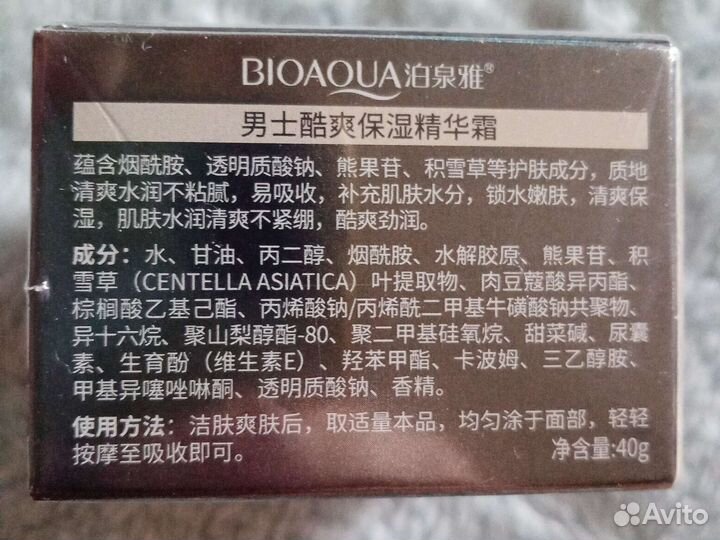 BIOAQUA泊泉雅®
男士酷爽保湿精华霜
蕴含烟酰胺、透明质酸钠、熊果苷、积雪草等护肤成分，质地
清爽水润不粘腻，易吸收，补充肌肤水分，锁水嫩肤，清爽保
湿，肌肤水润清爽不紧绷，酷爽劲润。
成分：水、甘油、丙二醇、烟酰胺、水解胶原、熊果苷、积
雪草（CENTELLA ASIATICA）叶提取物、肉豆蔻酸异丙酯、
棕榈酸乙基己酯、丙烯酸钠/丙烯酰二甲基牛磺酸钠共聚物、
异十六烷、聚山梨醇酯-80、聚二甲基硅氧烷、甜菜碱、尿囊
素、生育酚（维生素E）、羟苯甲酯、卡波姆、三乙醇胺、
甲基异噻唑啉酮、透明质酸钠、香精。
使用方法：洁肤爽肤后，取适量本品，均匀涂于面部，轻轻
按摩至吸收即可。
净含量:40g
Avito